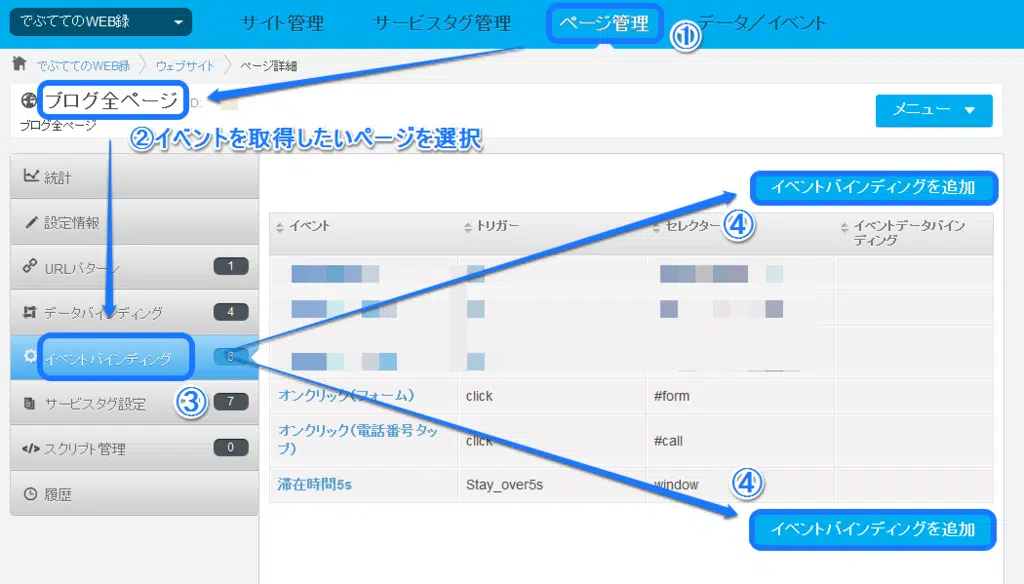 でぶててのWEB録
サイト管理
サービスタグ管理
ページ管理
①
データ／イベント
でぶててのWEB録
ウェブサイト
ページ詳細
ブログ全ページ
ID:
ブログ全ページ
メニュー
②イベントを取得したいページを選択
統計
設定情報
URLパターン 1
データバインディング 4
イベントバインディング 6
③
サービスタグ設定 7
スクリプト管理 0
履歴
イベントバインディングを追加
④
イベント
トリガー
セレクター
イベントデータバイン
ディング
オンクリック(フォーム) click #form
オンクリック(電話番号タッ
プ) click #call
滞在時間5s Stay_over5s window
④
イベントバインディングを追加